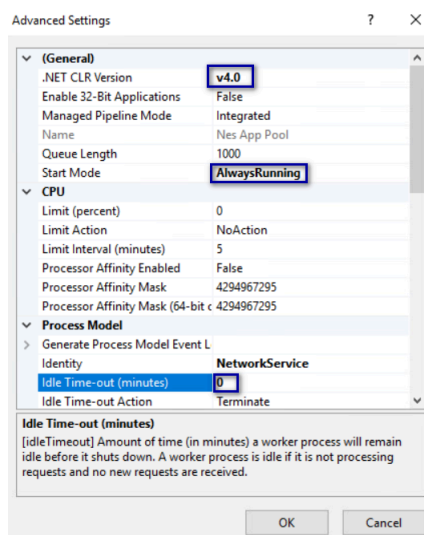 Advanced Settings ? ×
(General)
.NET CLR Version v4.0
Enable 32-Bit Applications False
Managed Pipeline Mode Integrated
Name Nes App Pool
Queue Length 1000
Start Mode AlwaysRunning
CPU
Limit (percent) 0
Limit Action NoAction
Limit Interval (minutes) 5
Processor Affinity Enabled False
Processor Affinity Mask 4294967295
Processor Affinity Mask (64-bit o 4294967295
Process Model
Generate Process Model Event L
Identity NetworkService
Idle Time-out (minutes) 0
Idle Time-out Action Terminate
Idle Time-out (minutes)
[idleTimeout] Amount of time (in minutes) a worker process will remain
idle before it shuts down. A worker process is idle if it is not processing
requests and no new requests are received.
OK Cancel